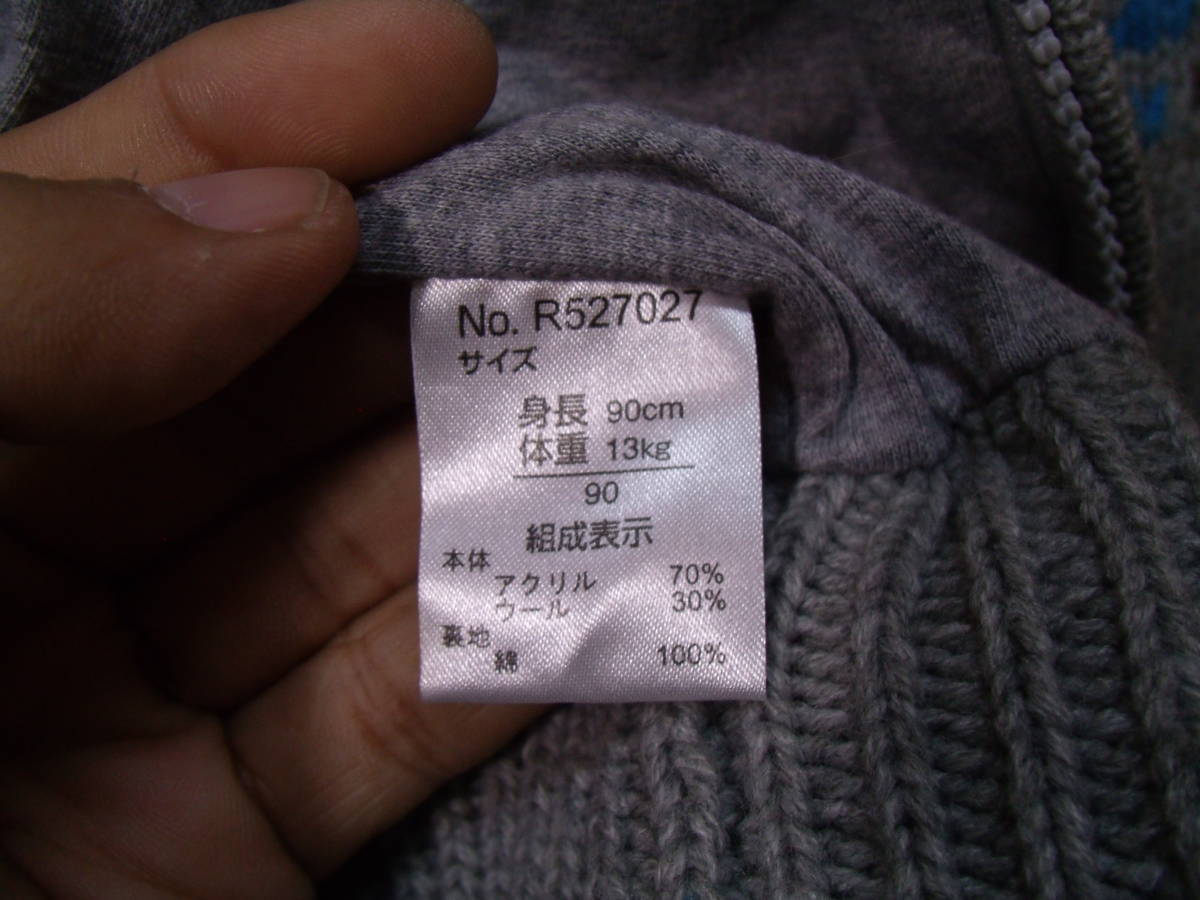 No. R527027
サイズ
身長 90cm
体重 13kg
90
組成表示
本体
アクリル 70%
ウール 30%
裏地
綿 100%